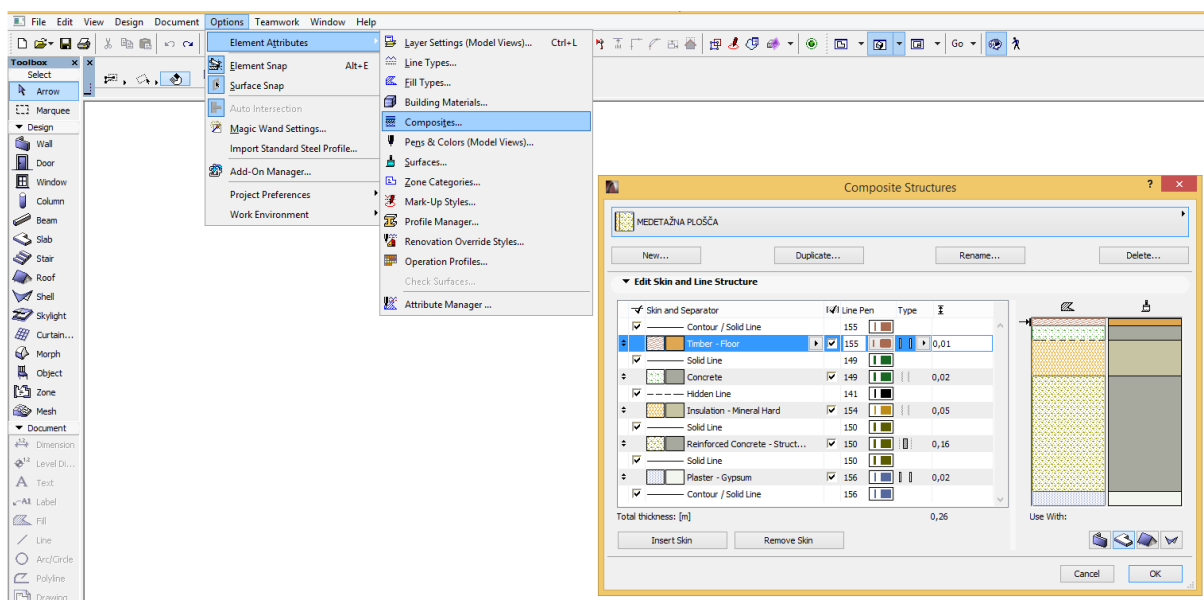 File Edit View Design Document Options Teamwork Window Help
Go
Toolbox
Select
Arrow
Marquee
Design
Wall
Door
Window
Column
Beam
Slab
Stair
Roof
Shell
Skylight
Curtain...
Morph
Object
Zone
Mesh
Document
Dimension
Level Di...
Text
Label
Fill
Line
Arc/Circle
Polyline
Drawing
Element Attributes
Element Snap Alt+E
Surface Snap
Auto Intersection
Magic Wand Settings...
Import Standard Steel Profile...
Add-On Manager...
Project Preferences
Work Environment
Layer Settings (Model Views)... Ctrl+L
Line Types...
Fill Types...
Building Materials...
Composites...
Pens & Colors (Model Views)...
Surfaces...
Zone Categories...
Mark-Up Styles...
Profile Manager...
Renovation Override Styles...
Operation Profiles...
Check Surfaces...
Attribute Manager ...
Composite Structures ? x
MEDETAŽNA PLOŠČA
New... Duplicate... Rename... Delete...
Edit Skin and Line Structure
Skin and Separator Line Pen Type
Contour / Solid Line 155
Timber - Floor 155 0,01
Solid Line 149
Concrete 149 0,02
Hidden Line 141
Insulation - Mineral Hard 154 0,05
Solid Line 150
Reinforced Concrete - Struct... 150 0,16
Solid Line 150
Plaster - Gypsum 156 0,02
Contour / Solid Line 156
Total thickness: [m] 0,26
Use With:
Insert Skin Remove Skin
Cancel OK